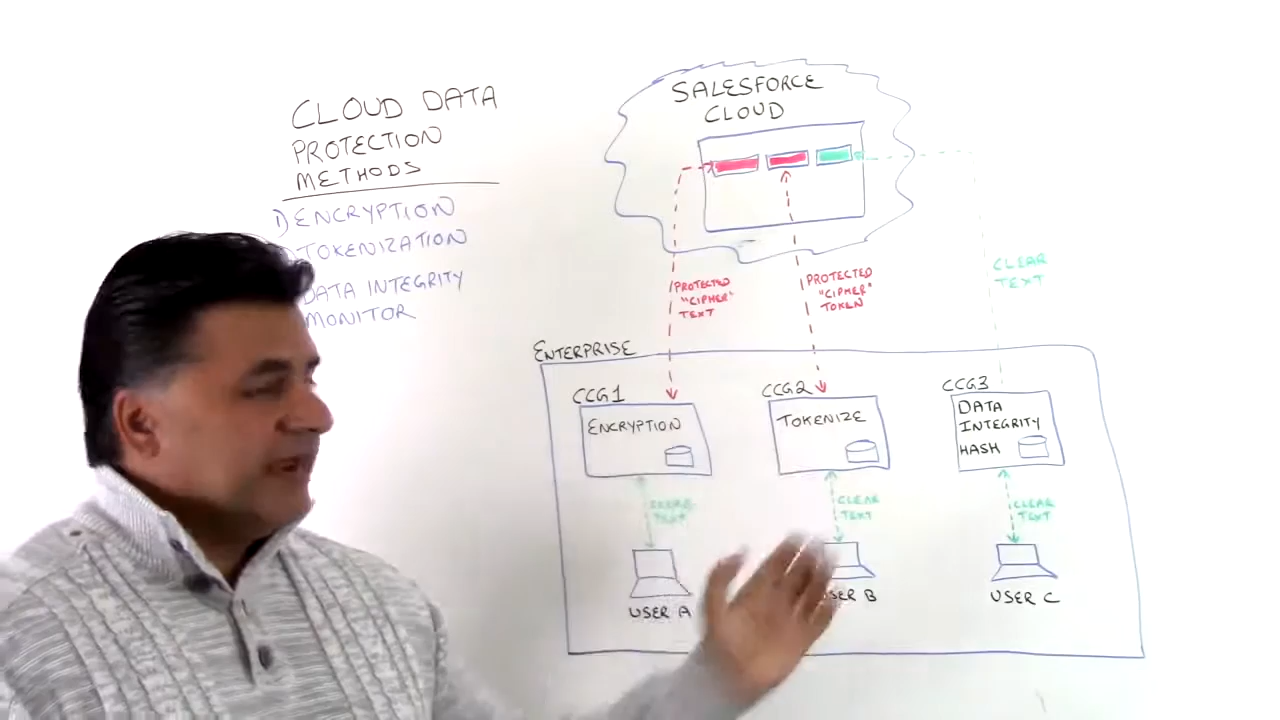 CLOUD DATA
PROTECTION
METHODS
1) ENCRYPTION
TOKENIZATION
DATA INTEGRITY
MONITOR
SALESFORCE
CLOUD
PROTECTED
"CIPHER"
TEXT
PROTECTED
"CIPHER"
TOKEN
CLEAR
TEXT
ENTERPRISE
CCG1
ENCRYPTION
CCG2
TOKENIZE
CCG3
DATA
INTEGRITY
HASH
TEXT
CLEAR
TEXT
CLEAR
TEXT
USER A
USER B
USER C